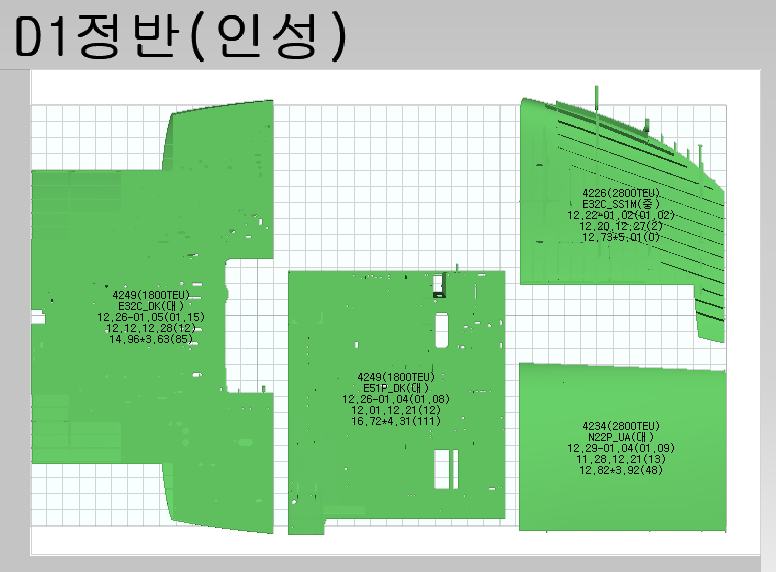 D1정반(인성)
4249(1800TEU)
E32C_DK(대)
12.26-01.05(01.15)
12.12.12.28(12)
14.96*3.63(85)
4249(1800TEU)
E51P_DK(대)
12.26-01.04(01.08)
12.01.12.21(12)
16.72*4.31(111)
4226(2800TEU)
E32C_SS1M(중)
12.22-01.02(01.02)
12.20.12.27(2)
12.73*5.01(0)
4234(2800TEU)
N22P_UA(대)
12.29-01.04(01.09)
11.28.12.21(13)
12.82*3.92(48)